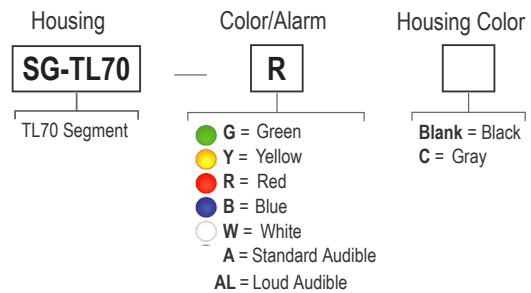 Housing
Color/Alarm
Housing Color
SG-TL70 — R
TL70 Segment
G = Green
Y = Yellow
R = Red
B = Blue
W = White
A = Standard Audible
AL = Loud Audible
Blank = Black
C = Gray